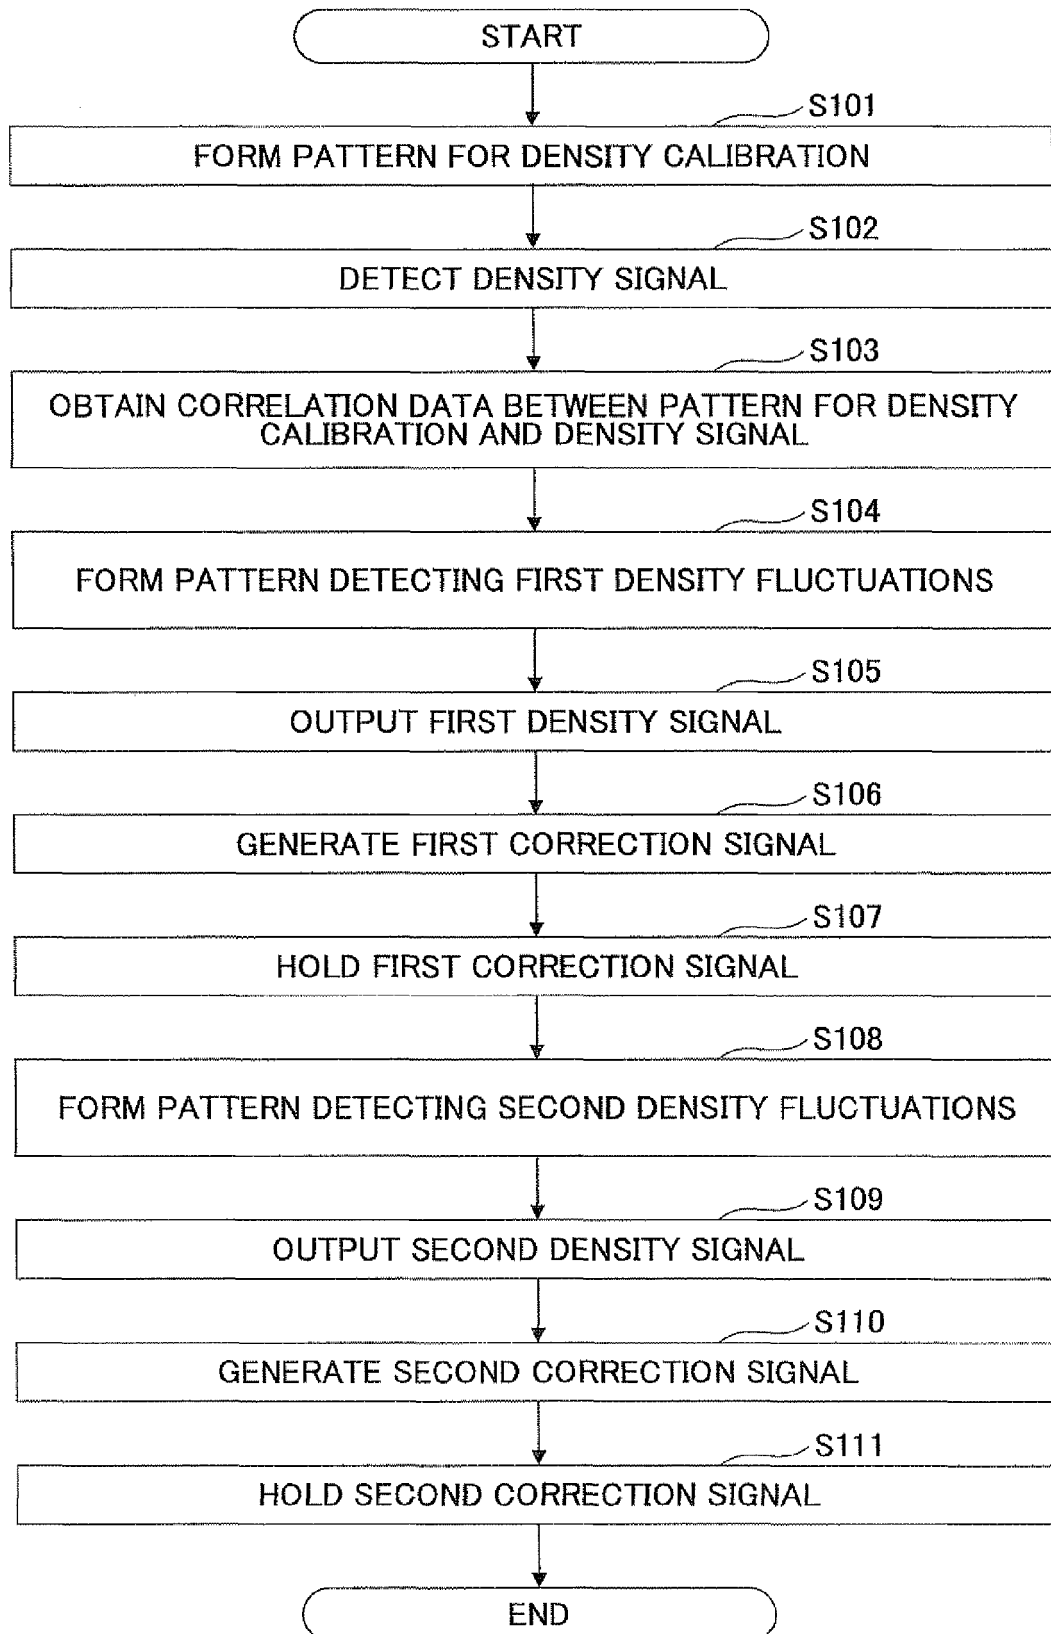 START
S101
FORM PATTERN FOR DENSITY CALIBRATION
S102
DETECT DENSITY SIGNAL
S103
OBTAIN CORRELATION DATA BETWEEN PATTERN FOR DENSITY
CALIBRATION AND DENSITY SIGNAL
S104
FORM PATTERN DETECTING FIRST DENSITY FLUCTUATIONS
S105
OUTPUT FIRST DENSITY SIGNAL
S106
GENERATE FIRST CORRECTION SIGNAL
S107
HOLD FIRST CORRECTION SIGNAL
S108
FORM PATTERN DETECTING SECOND DENSITY FLUCTUATIONS
S109
OUTPUT SECOND DENSITY SIGNAL
S110
GENERATE SECOND CORRECTION SIGNAL
S111
HOLD SECOND CORRECTION SIGNAL
END